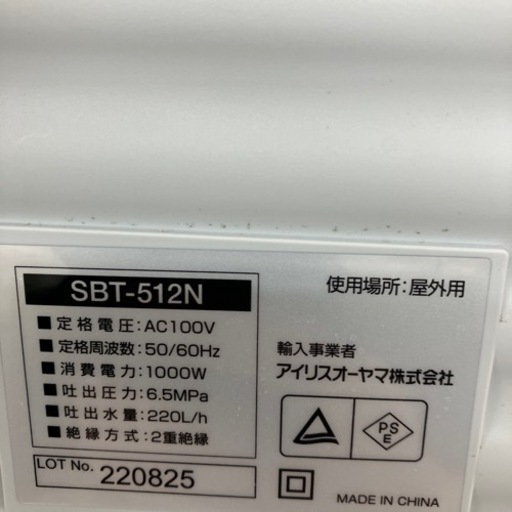 SBT-512N
■定格電圧:AC100V
■定格周波数:50/60Hz
■消費電力:1000W
■吐出圧力:6.5MPa
■吐出水量:220L/h
■絶縁方式:2重絶縁
LOT No. 220825
使用場所:屋外用
輸入事業者
アイリスオーヤマ株式会社
PS
E
MADE IN CHINA